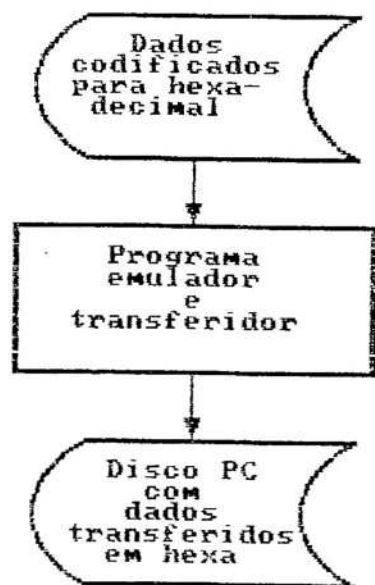 Dados
codificados
para hexa-
decimal
Programa
emulador
e
transferidor
Disco PC
com
dados
transferidos
em hexa